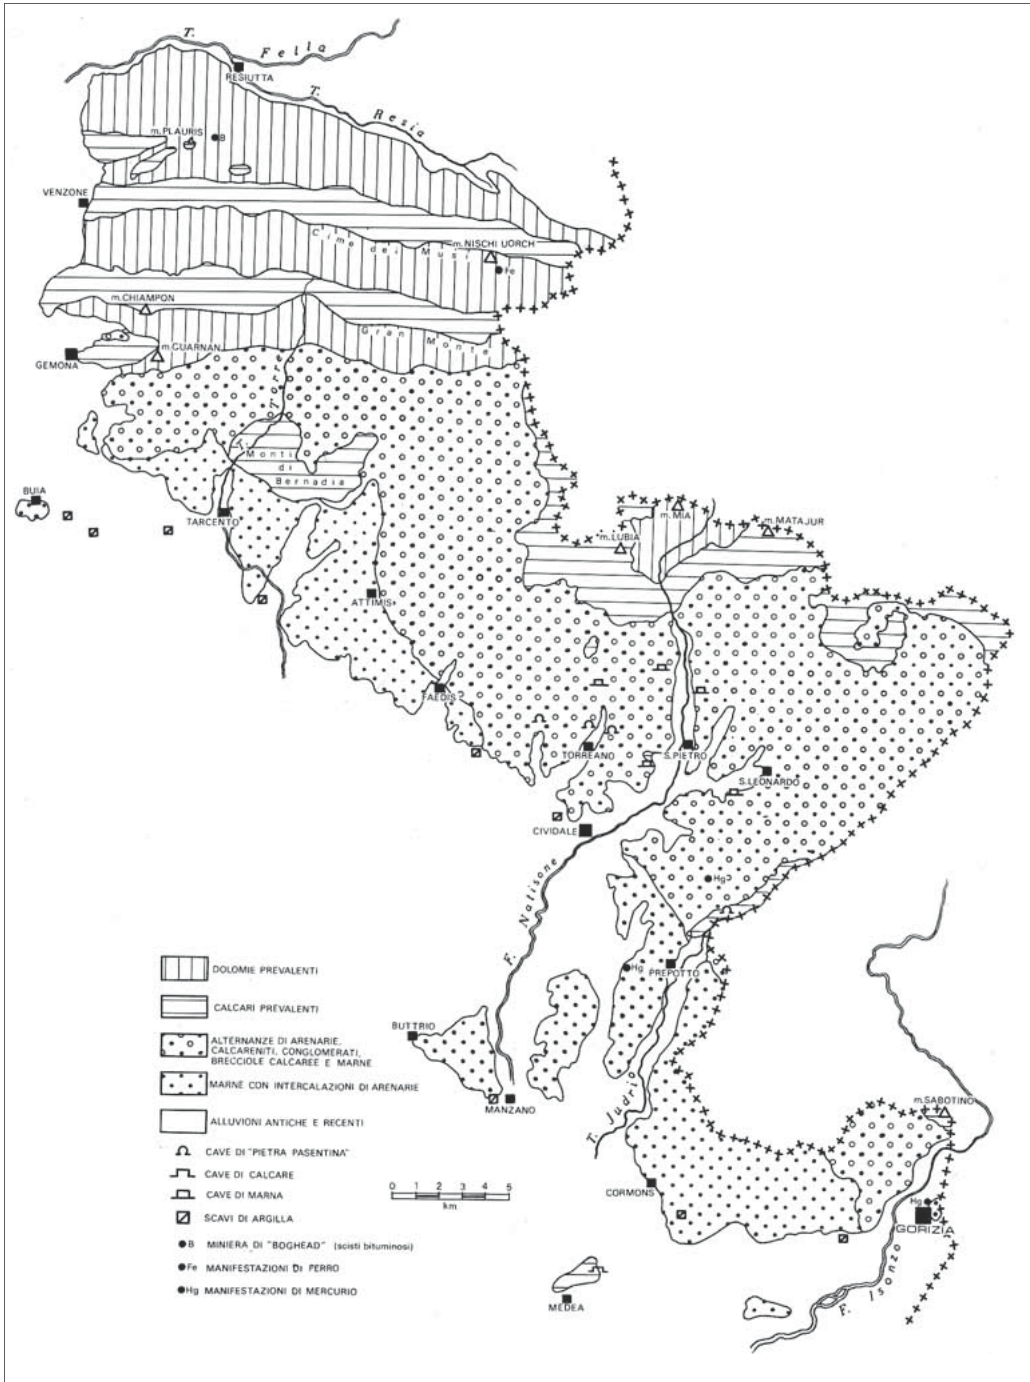 T. Fella
RESIUTTA
T. Resia
m.PLAURIS
B
VENZONE
Cime dei Musi
m.NISCHI UORCH
Fe
m.CHIAMPON
Gran Monte
GEMONA
m.CUARNAN
T. Torre
Monti
di
Bernadia
BUIA
TARCENTO
m.MIA
m.MATAJUR
m.LUBIA
ATTIMIS
FAEDIS
TORREANO
S.PIETRO
S.LEONARDO
CIVIDALE
F. Natisone
Hg
Hg
PREPOTTO
DOLOMIE PREVALENTI
CALCARI PREVALENTI
ALTERNANZE DI ARENARIE,
CALCARENITI, CONGLOMERATI,
BRECCIOLE CALCAREE E MARNE
MARNE CON INTERCALAZIONI DI ARENARIE
ALLUVIONI ANTICHE E RECENTI
CAVE DI "PIETRA PASENTINA"
CAVE DI CALCARE
CAVE DI MARNA
SCAVI DI ARGILLA
B MINIERA DI "BOGHEAD" (scisti bituminosi)
Fe MANIFESTAZIONI DI FERRO
Hg MANIFESTAZIONI DI MERCURIO
0 1 2 3 4 5
km
BUTTRIO
MANZANO
T. Judrio
m.SABOTINO
CORMONS
Hg
GORIZIA
F. Isonzo
MEDEA